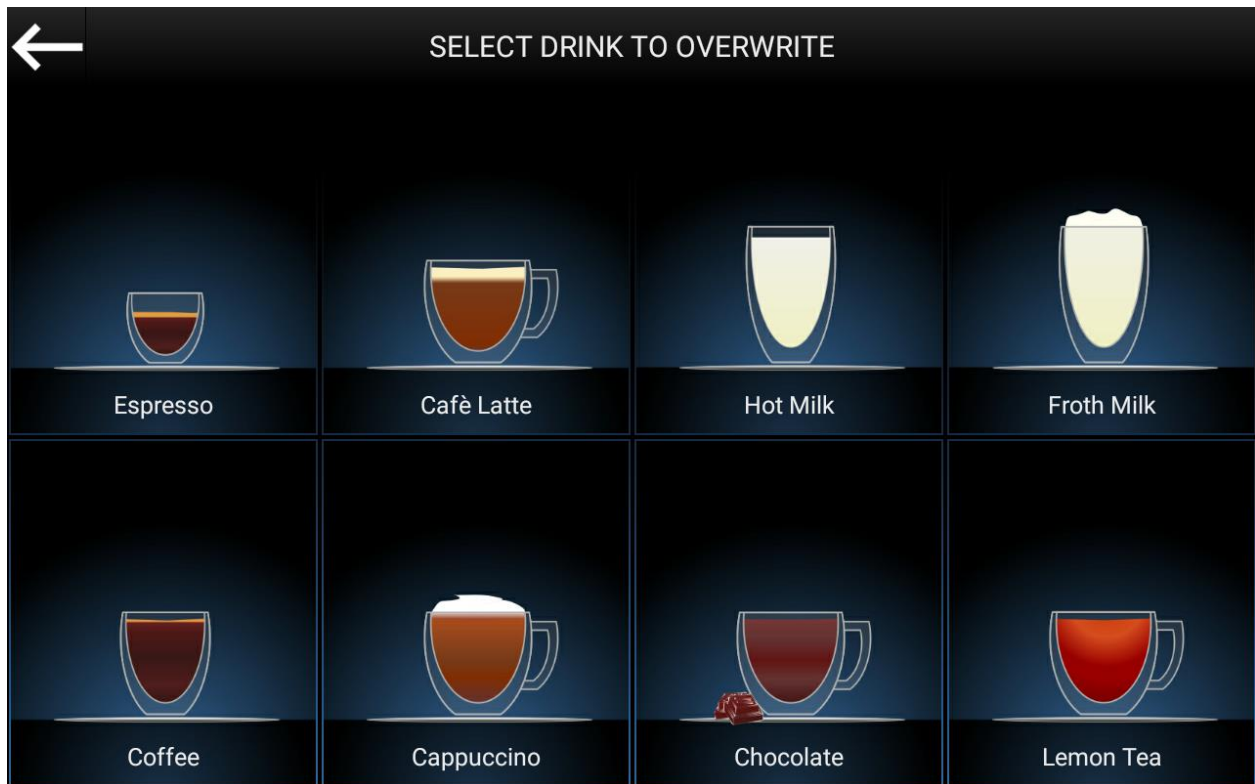 SELECT DRINK TO OVERWRITE
Espresso
Cafè Latte
Hot Milk
Froth Milk
Coffee
Cappuccino
Chocolate
Lemon Tea